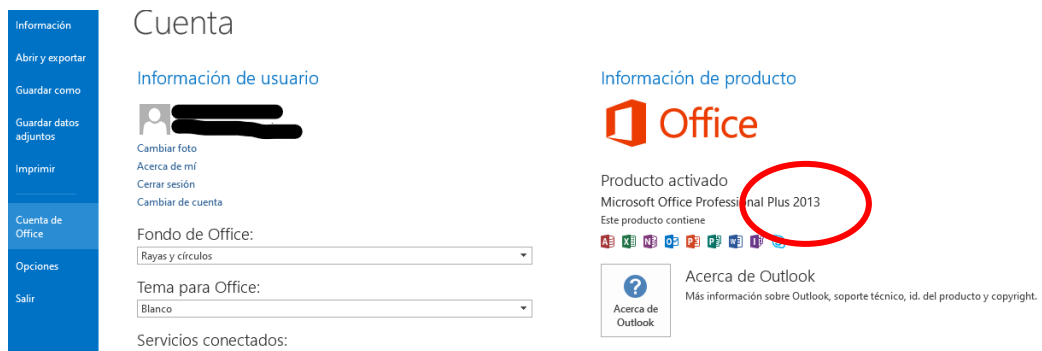 Información
Abrir y exportar
Guardar como
Guardar datos
adjuntos
Imprimir
Cuenta de
Office
Opciones
Salir
Cuenta
Información de usuario
Cambiar foto
Acerca de mí
Cerrar sesión
Cambiar de cuenta
Fondo de Office:
Rayas y círculos
Tema para Office:
Blanco
Servicios conectados:
Información de producto
Office
Producto activado
Microsoft Office Professional Plus 2013
Este producto contiene
?
Acerca de
Outlook
Acerca de Outlook
Más información sobre Outlook, soporte técnico, id. del producto y copyright.